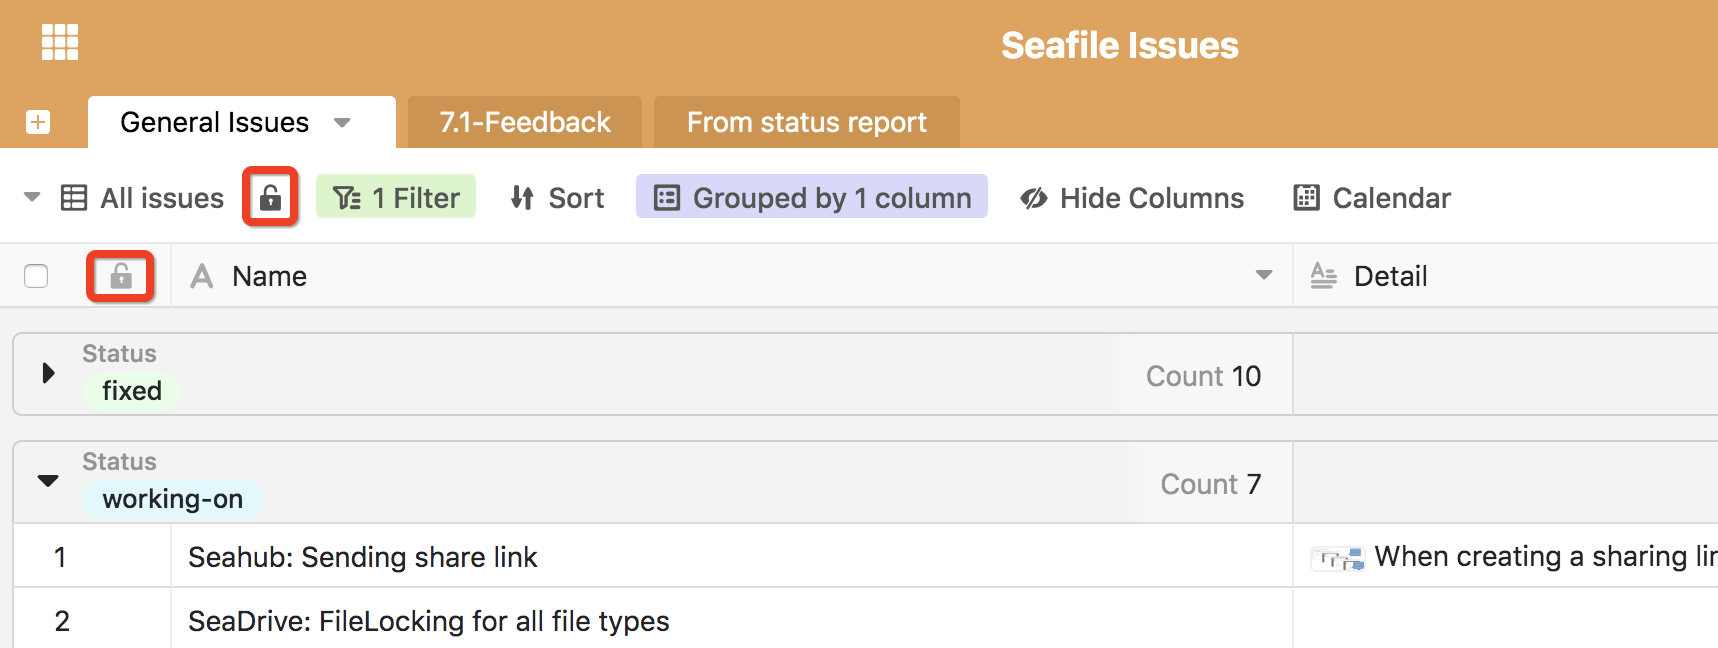 Seafile Issues
General Issues 7.1-Feedback From status report
All issues 1 Filter Sort Grouped by 1 column Hide Columns Calendar
Name Detail
Status
fixed Count 10
Status
working-on Count 7
1 Seahub: Sending share link When creating a sharing lin
2 SeaDrive: FileLocking for all file types